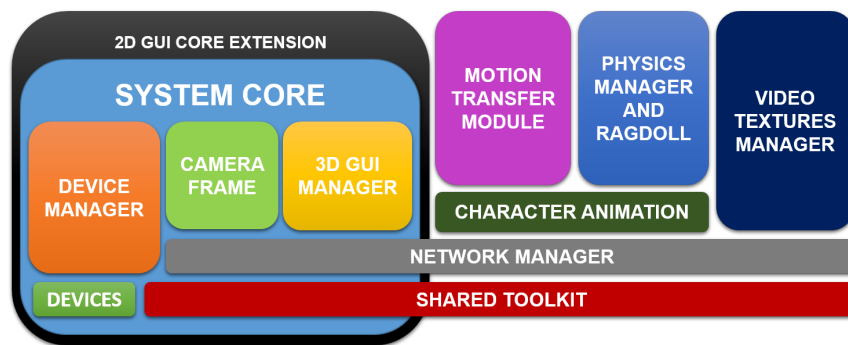 2D GUI CORE EXTENSION
SYSTEM CORE
DEVICE
MANAGER
CAMERA
FRAME
3D GUI
MANAGER
MOTION
TRANSFER
MODULE
PHYSICS
MANAGER
AND
RAGDOLL
VIDEO
TEXTURES
MANAGER
CHARACTER ANIMATION
NETWORK MANAGER
DEVICES
SHARED TOOLKIT